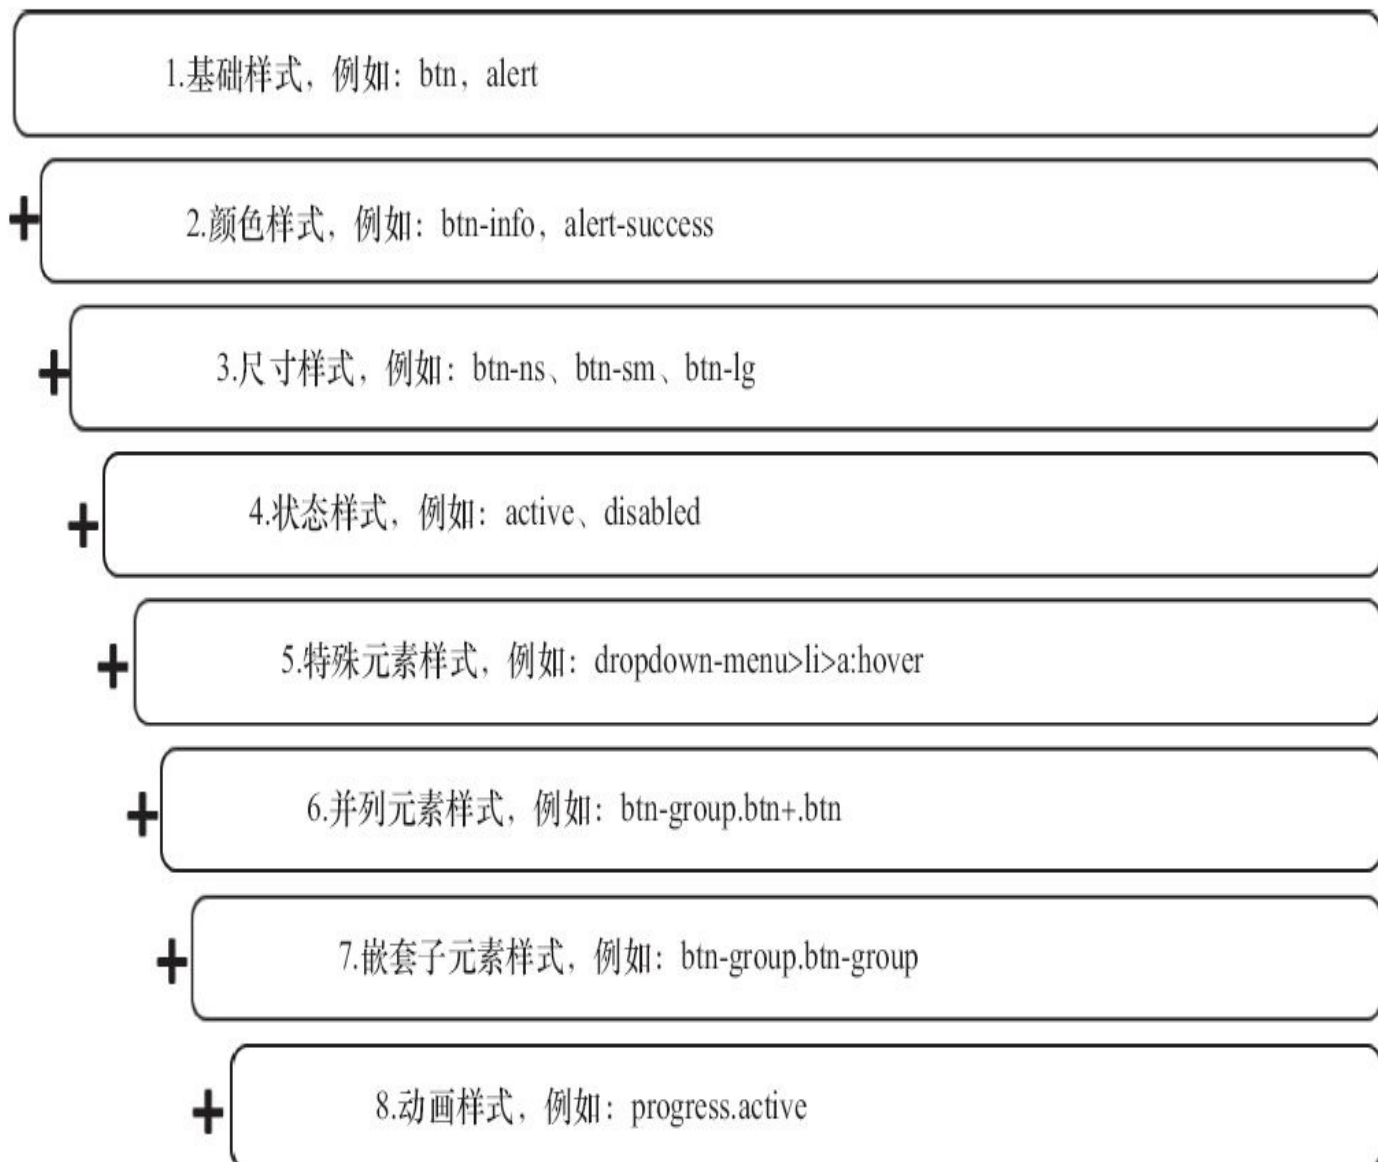 1.基础样式，例如：btn，alert
2.颜色样式，例如：btn-info，alert-success
3.尺寸样式，例如：btn-ns、btn-sm、btn-lg
4.状态样式，例如：active、disabled
5.特殊元素样式，例如：dropdown-menu>li>a:hover
6.并列元素样式，例如：btn-group.btn+.btn
7.嵌套子元素样式，例如：btn-group.btn-group
8.动画样式，例如：progress.active